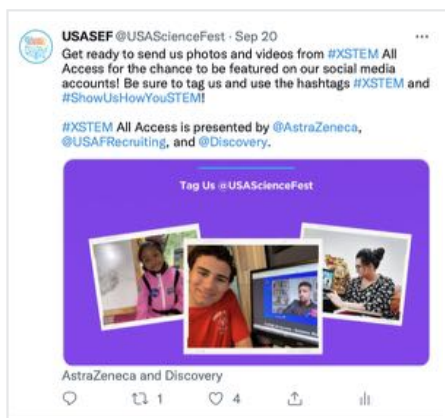 USASEF @USAScienceFest · Sep 20
Get ready to send us photos and videos from #XSTEM All
Access for the chance to be featured on our social media
accounts! Be sure to tag us and use the hashtags #XSTEM and
#ShowUsHowYouSTEM!
#XSTEM All Access is presented by @AstraZeneca,
@USAFRecruiting, and @Discovery.
Tag Us @USAScienceFest
AstraZeneca and Discovery
1 4